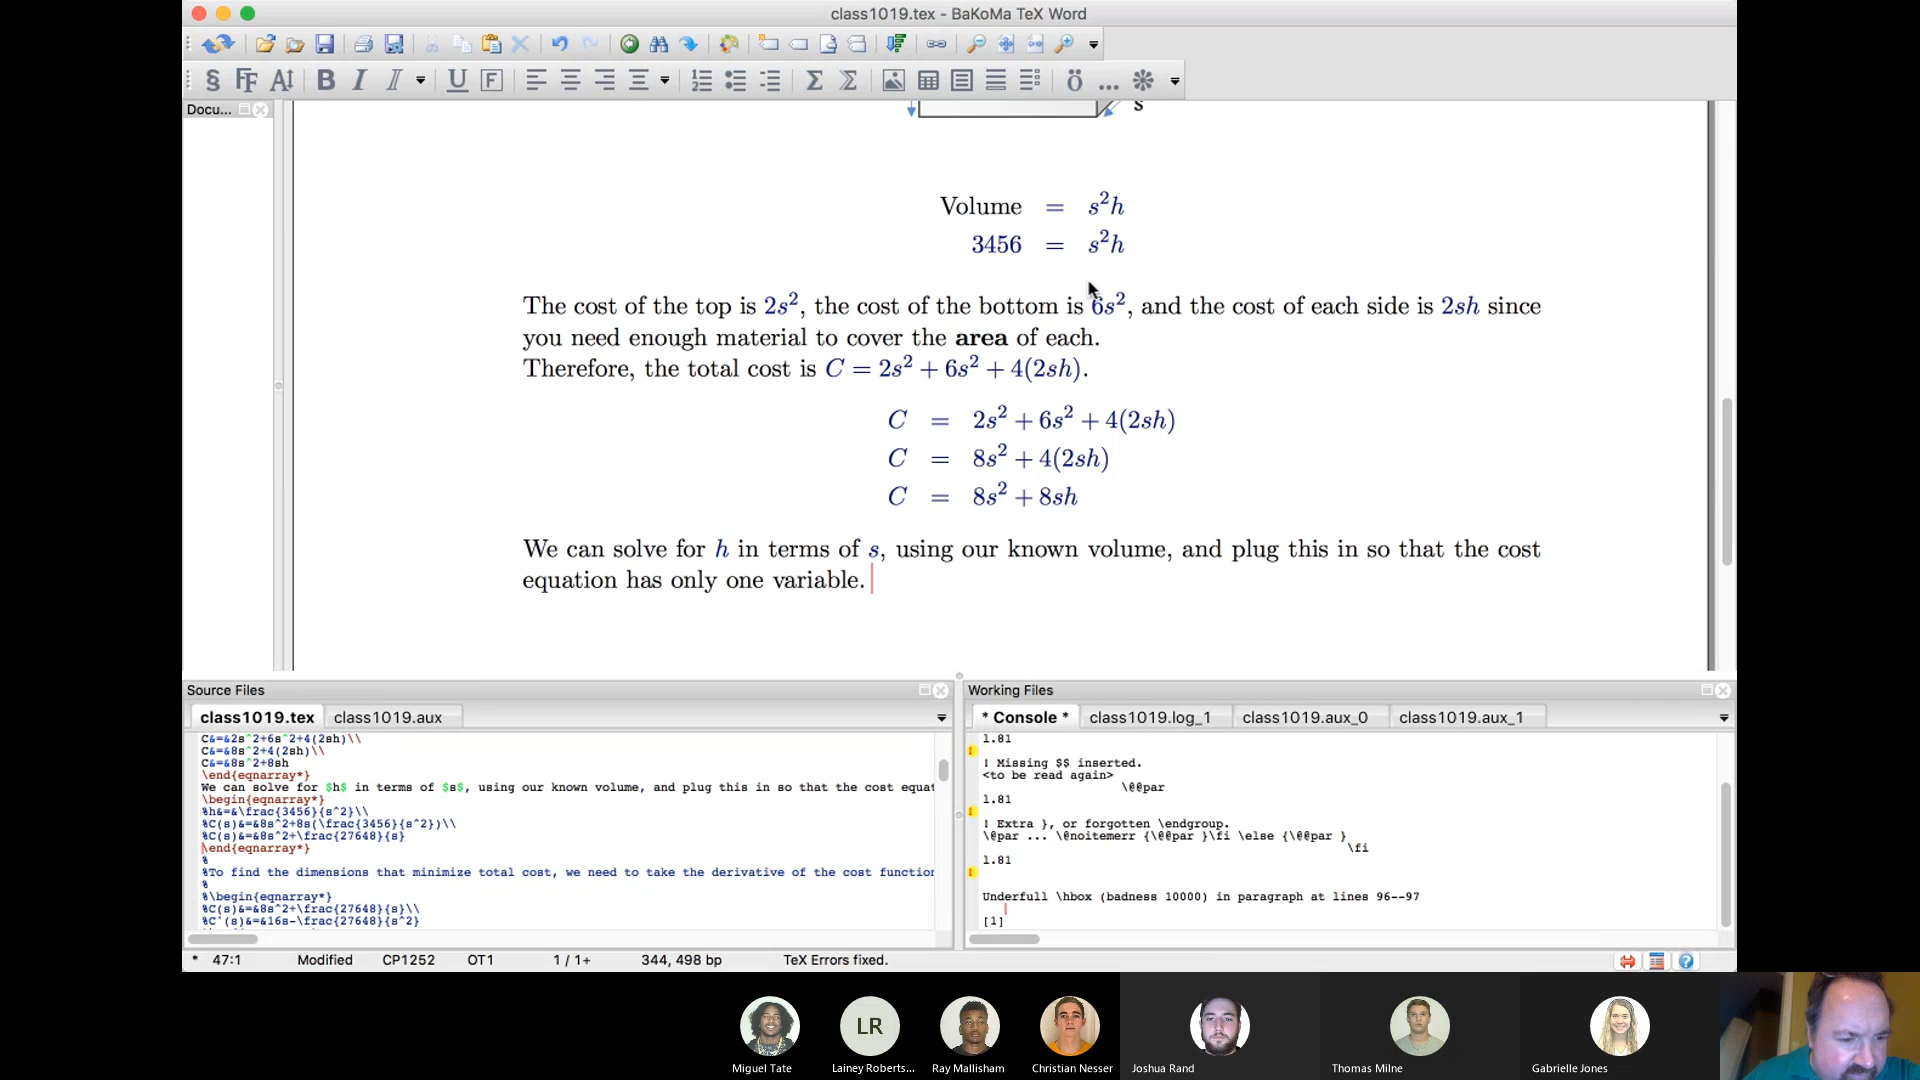 class1019.tex - BaKoMa TeX Word
Docu...
s
Volume = s²h
3456 = s²h
The cost of the top is 2s², the cost of the bottom is 6s², and the cost of each side is 2sh since
you need enough material to cover the area of each.
Therefore, the total cost is C = 2s² + 6s² + 4(2sh).
C = 2s² + 6s² + 4(2sh)
C = 8s² + 4(2sh)
C = 8s² + 8sh
We can solve for h in terms of s, using our known volume, and plug this in so that the cost
equation has only one variable.
Source Files
class1019.tex class1019.aux
C&=&2s^2+6s^2+4(2sh)\\
C&=&8s^2+4(2sh)\\
C&=&8s^2+8sh
\end{eqnarray*}
We can solve for $h$ in terms of $s$, using our known volume, and plug this in so that the cost equat
\begin{eqnarray*}
%h&=&\frac{3456}{s^2}\\
%C(s)&=&8s^2+8s(\frac{3456}{s^2})\\
%C(s)&=&8s^2+\frac{27648}{s}
\end{eqnarray*}
%
%To find the dimensions that minimize total cost, we need to take the derivative of the cost function
%
%\begin{eqnarray*}
%C(s)&=&8s^2+\frac{27648}{s}\\
%C'(s)&=&16s-\frac{27648}{s^2}
Working Files
* Console * class1019.log_1 class1019.aux_0 class1019.aux_1
l.81
! Missing $$ inserted.
<to be read again>
\@@par
l.81
! Extra }, or forgotten \endgroup.
\@par ... \@noitemerr {\@@par }\fi \else {\@@par }
\fi
l.81
Underfull \hbox (badness 10000) in paragraph at lines 96--97
[1]
* 47:1 Modified CP1252 OT1 1 / 1+ 344, 498 bp TeX Errors fixed.
LR
Miguel Tate Lainey Roberts... Ray Mallisham Christian Nesser Joshua Rand Thomas Milne Gabrielle Jones